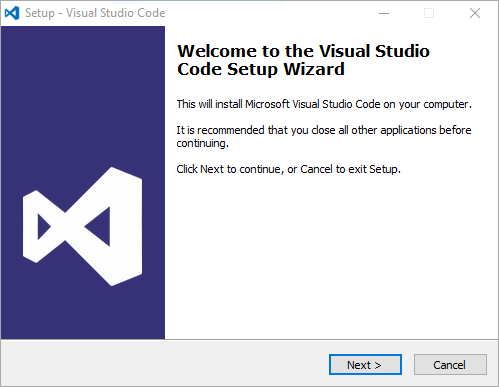 Setup - Visual Studio Code
Welcome to the Visual Studio
Code Setup Wizard
This will install Microsoft Visual Studio Code on your computer.
It is recommended that you close all other applications before
continuing.
Click Next to continue, or Cancel to exit Setup.
Next >
Cancel